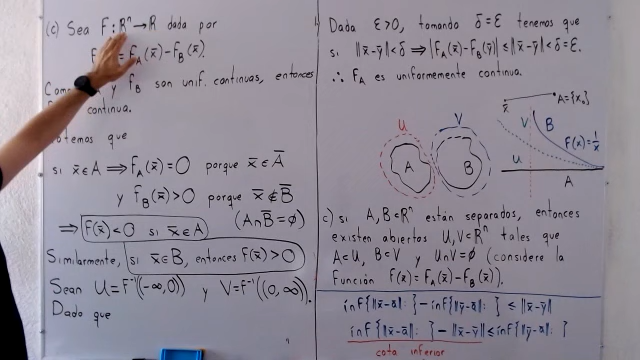 (c) Sea F:ℝⁿ→ℝ dada por
= F_A(x̄)-F_B(x̄).
F_B son unif. continuas, entonces
continua.
que
si x̄∈A ⟹ F_A(x̄)=0 porque x̄∈Ā
y F_B(x̄)>0 porque x̄∉B̄
(A∩B̄=∅)
⟹ F(x̄)<0 si x̄∈A
Similarmente, si x̄∈B, entonces F(x̄)>0
Sean U=F⁻¹((-∞,0)) y V=F⁻¹((0,∞)).
Dado que
Dada ε>0, tomando δ=ε tenemos que
si ‖x̄-ȳ‖<δ ⟹ |F_A(x̄)-F_A(ȳ)| ≤ ‖x̄-ȳ‖<δ=ε.
∴ F_A es uniformemente continua.
U
A
V
B
x̄
A={x₀}
V
B
F(x)=1/x
U
A
c) si A,B⊂ℝⁿ están separados, entonces
existen abiertos U,V⊂ℝⁿ tales que
A⊂U, B⊂V y U∩V=∅ (considere la
función F(x̄)=F_A(x̄)-F_B(x̄)).
inf{‖x̄-ā‖:}-inf{‖ȳ-ā‖:} ≤ ‖x̄-ȳ‖
inf{‖x̄-ā‖:}-‖x̄-ȳ‖≤inf{‖ȳ-ā‖:}
cota inferior